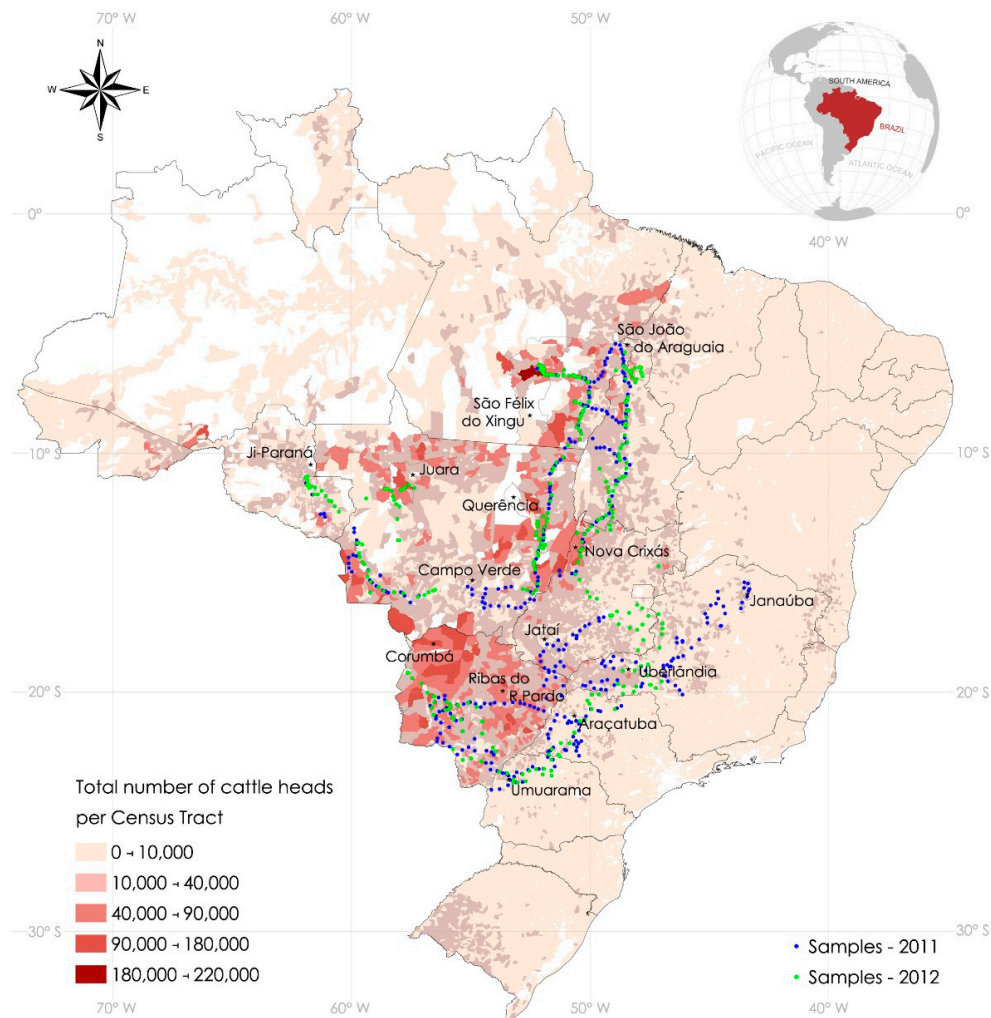 70° W 60° W 50° W
N
W E
S
SOUTH AMERICA
BRAZIL
PACIFIC OCEAN
ATLANTIC OCEAN
0° 0°
40° W
São João
do Araguaia
São Félix
do Xingu
Ji-Paraná
10° S 10° S
Juara
Querência
Nova Crixás
Campo Verde
Janaúba
Jataí
Corumbá
Uberlândia
Ribas do
R.Pardo
20° S 20° S
Araçatuba
Umuarama
Total number of cattle heads
per Census Tract
0 ⊣ 10,000
10,000 ⊣ 40,000
40,000 ⊣ 90,000
90,000 ⊣ 180,000
180,000 ⊣ 220,000
30° S 30° S
Samples - 2011
Samples - 2012
70° W 60° W 50° W 40° W